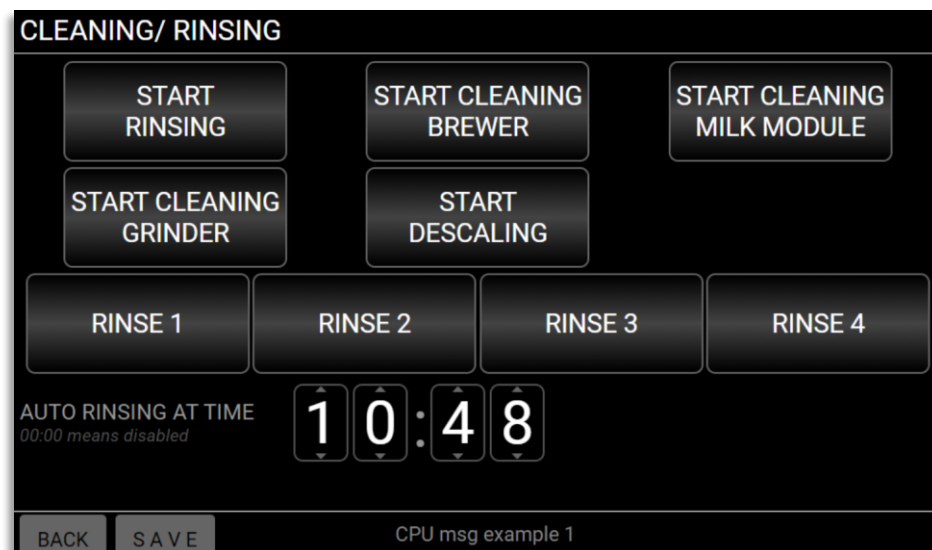 CLEANING/ RINSING
START
RINSING
START CLEANING
BREWER
START CLEANING
MILK MODULE
START CLEANING
GRINDER
START
DESCALING
RINSE 1
RINSE 2
RINSE 3
RINSE 4
AUTO RINSING AT TIME
00:00 means disabled
10:48
BACK
SAVE
CPU msg example 1